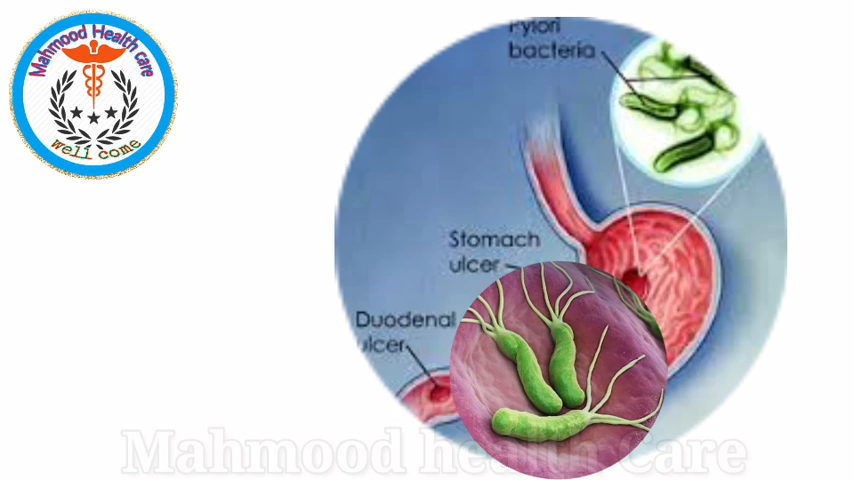 Mahmood Health care
well come
Pylori
bacteria
Stomach
ulcer
Duodenal
ulcer
Mahmood health Care